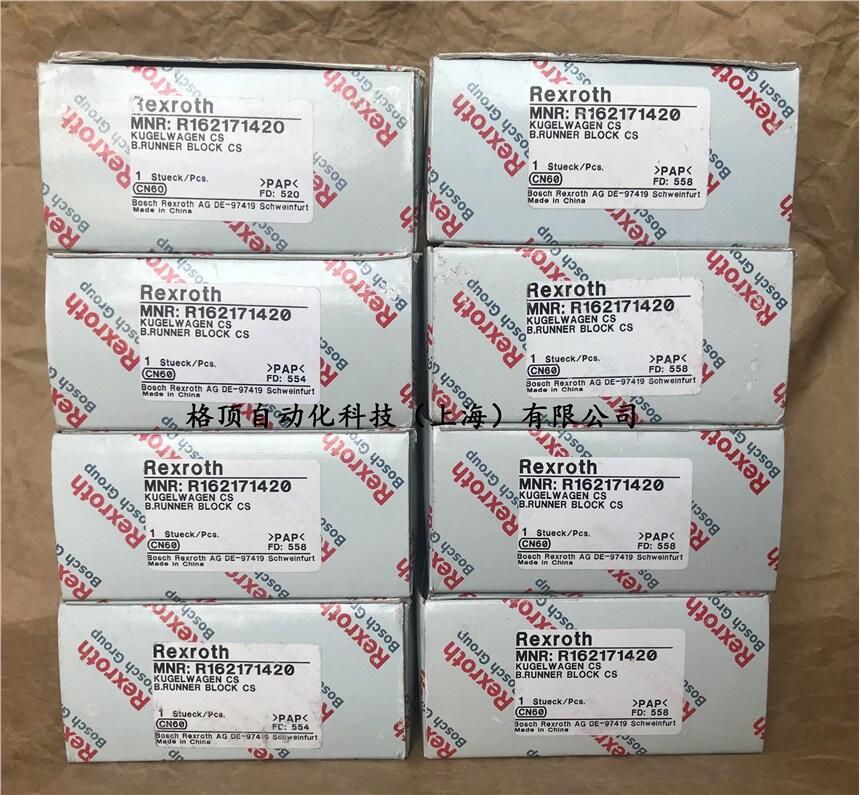 Rexroth
MNR: R162171420
KUGELWAGEN CS
B.RUNNER BLOCK CS
1 Stueck/Pcs.
>PAP<
CN60
FD: 520
Bosch Rexroth AG DE-97419 Schweinfurt
Made in China
Rexroth
MNR: R162171420
KUGELWAGEN CS
B.RUNNER BLOCK CS
1 Stueck/Pcs.
>PAP<
CN60
FD: 558
Bosch Rexroth AG DE-97419 Schweinfurt
Made in China
Rexroth
MNR: R162171420
KUGELWAGEN CS
B.RUNNER BLOCK CS
1 Stueck/Pcs.
>PAP<
CN60
FD: 554
Bosch Rexroth AG DE-97419 Schweinfurt
Made in China
Rexroth
MNR: R162171420
KUGELWAGEN CS
B.RUNNER BLOCK CS
1 Stueck/Pcs.
>PAP<
CN60
FD: 558
Bosch Rexroth AG DE-97419 Schweinfurt
Made in China
格顶自动化科技（上海）有限公司
Rexroth
MNR: R162171420
KUGELWAGEN CS
B.RUNNER BLOCK CS
1 Stueck/Pcs.
>PAP<
CN60
FD: 558
Bosch Rexroth AG DE-97419 Schweinfurt
Made in China
Rexroth
MNR: R162171420
KUGELWAGEN CS
B.RUNNER BLOCK CS
1 Stueck/Pcs.
>PAP<
CN60
FD: 558
Bosch Rexroth AG DE-97419 Schweinfurt
Made in China
Rexroth
MNR: R162171420
KUGELWAGEN CS
B.RUNNER BLOCK CS
1 Stueck/Pcs.
>PAP<
CN60
FD: 554
Bosch Rexroth AG DE-97419 Schweinfurt
Made in China
Rexroth
MNR: R162171420
KUGELWAGEN CS
B.RUNNER BLOCK CS
1 Stueck/Pcs.
>PAP<
CN60
FD: 558
Bosch Rexroth AG DE-97419 Schweinfurt
Made in China
Rexroth
Bosch Group